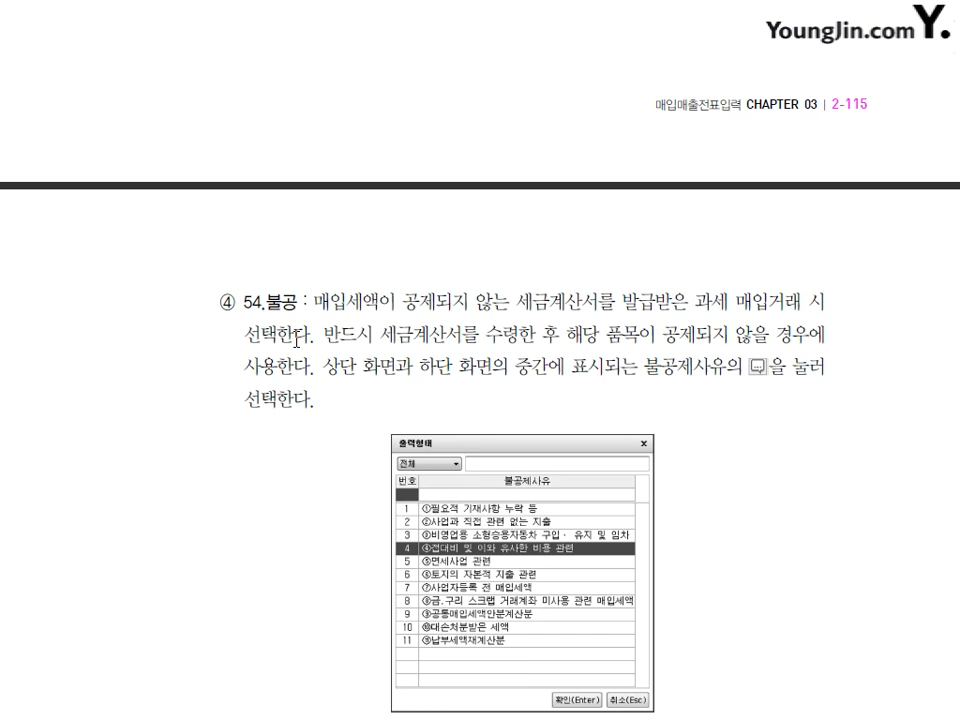 YoungJin.com Y.
매입매출전표입력 CHAPTER 03 | 2-115
④ 54.불공 : 매입세액이 공제되지 않는 세금계산서를 발급받은 과세 매입거래 시
선택한다. 반드시 세금계산서를 수령한 후 해당 품목이 공제되지 않을 경우에
사용한다. 상단 화면과 하단 화면의 중간에 표시되는 불공제사유의 을 눌러
선택한다.
출력형태 x
전체
번호 불공제사유
1 ①필요적 기재사항 누락 등
2 ②사업과 직접 관련 없는 지출
3 ③비영업용 소형승용자동차 구입· 유지 및 임차
4 ④접대비 및 이와 유사한 비용 관련
5 ⑤면세사업 관련
6 ⑥토지의 자본적 지출 관련
7 ⑦사업자등록 전 매입세액
8 ⑧금.구리 스크랩 거래계좌 미사용 관련 매입세액
9 ⑨공통매입세액안분계산분
10 ⑩대손처분받은 세액
11 ⑪납부세액재계산분
확인(Enter) 취소(Esc)